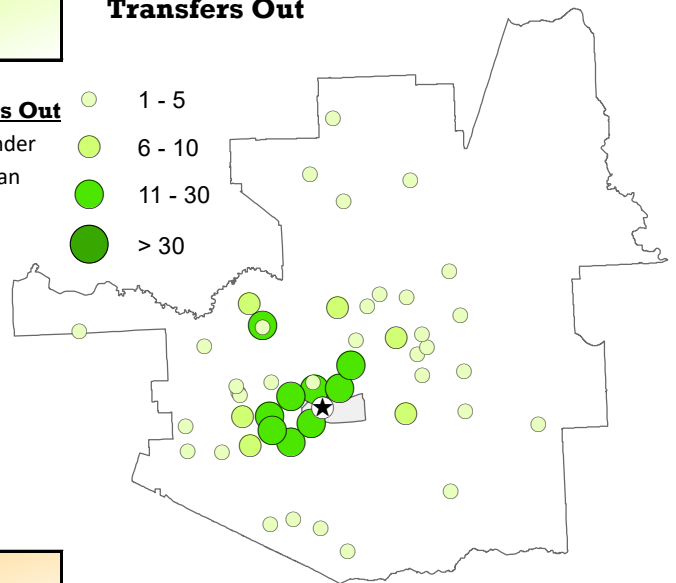 Transfers Out
s Out
nder
an
1 - 5
6 - 10
11 - 30
> 30